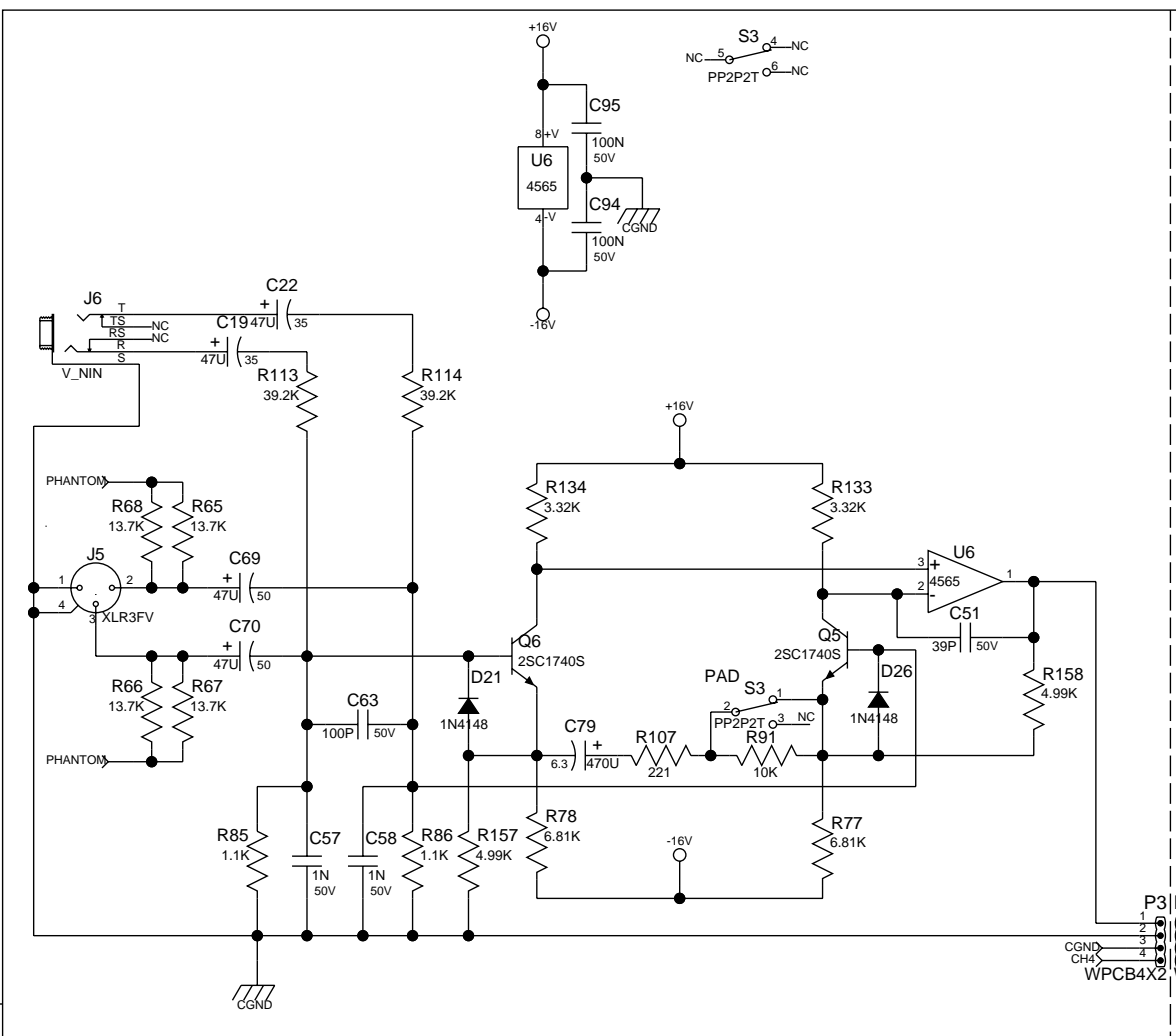 +16V
S3
4
NC
NC
5
6
NC
PP2P2T
C95
100N
50V
8
+V
U6
4565
4
-V
C94
100N
50V
CGND
-16V
J6
T
TS
NC
RS
NC
R
S
V_NIN
C22
+
47U
35
C19
+
47U
35
R113
39.2K
R114
39.2K
+16V
PHANTOM
R68
13.7K
R65
13.7K
R134
3.32K
R133
3.32K
J5
1
2
4
3
XLR3FV
C69
+
47U
50
3
+
U6
4565
1
2
-
C51
39P
50V
C70
+
47U
50
Q6
2SC1740S
Q5
2SC1740S
D21
1N4148
PAD
S3
1
2
PP2P2T
3
NC
D26
1N4148
R158
4.99K
R66
13.7K
R67
13.7K
C63
100P
50V
PHANTOM
C79
6.3
+
470U
R107
221
R91
10K
R85
1.1K
C57
1N
50V
C58
1N
50V
R86
1.1K
R157
4.99K
R78
6.81K
-16V
R77
6.81K
P3
1
2
CGND
3
CH4
4
WPCB4X2
CGND